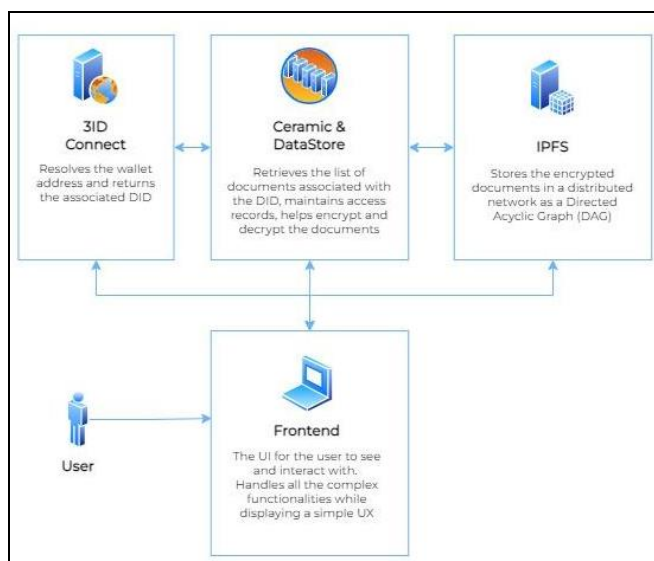 3ID
Connect
Resolves the wallet
address and returns
the associated DID
Ceramic &
DataStore
Retrieves the list of
documents associated with
the DID, maintains access
records, helps encrypt and
decrypt the documents
IPFS
Stores the encrypted
documents in a distributed
network as a Directed
Acyclic Graph (DAG)
User
Frontend
The UI for the user to see
and interact with.
Handles all the complex
functionalities while
displaying a simple UX